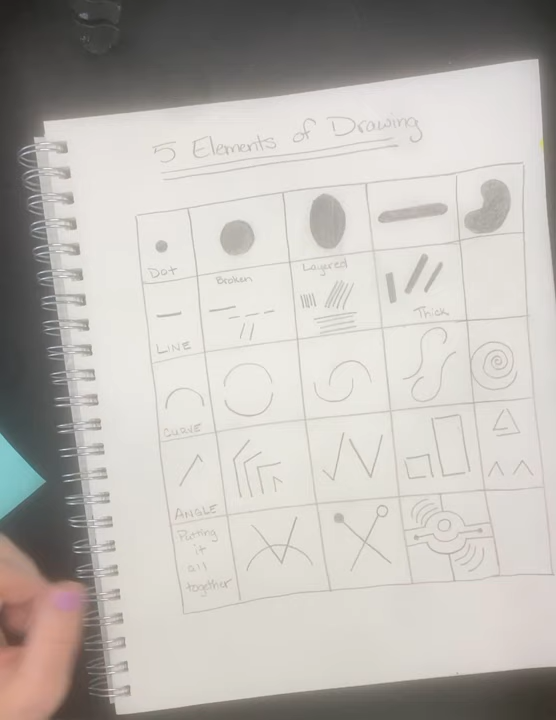 5 Elements of Drawing
Dot
Broken
Layered
LINE
Thick
CURVE
ANGLE
Putting
it
all
together